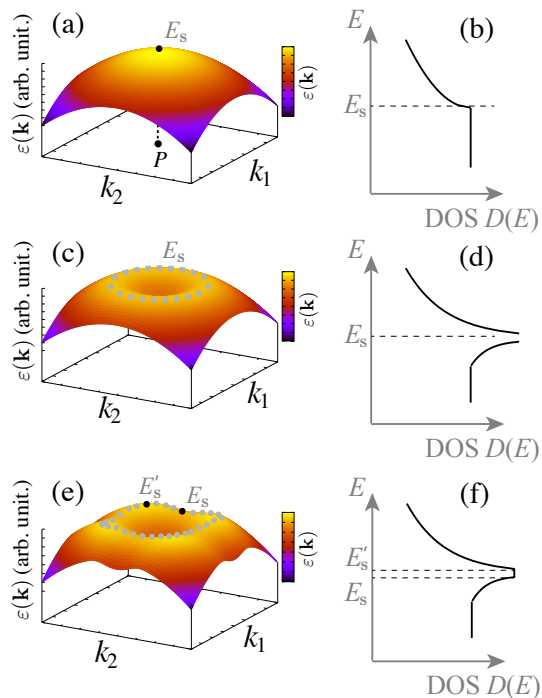 (a)
E_s
ε(k) (arb. unit.)
ε(k)
P
k_2
k_1
(b)
E
E_s
DOS D(E)
(c)
E_s
ε(k) (arb. unit.)
ε(k)
k_2
k_1
(d)
E
E_s
DOS D(E)
(e)
E′_s
E_s
ε(k) (arb. unit.)
ε(k)
k_2
k_1
(f)
E
E′_s
E_s
DOS D(E)